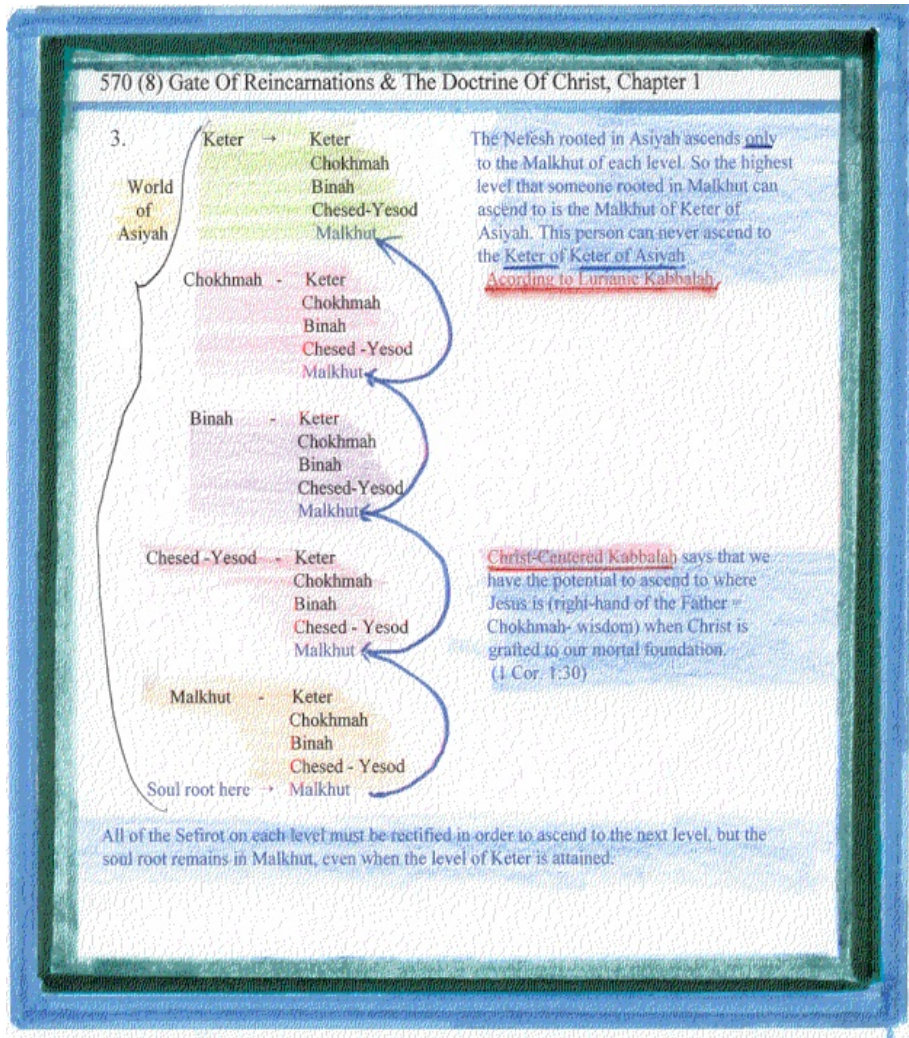 570 (8) Gate Of Reincarnations & The Doctrine Of Christ, Chapter 1
3.
World
of
Asiyah
Keter → Keter
Chokhmah
Binah
Chesed-Yesod
Malkhut
Chokhmah - Keter
Chokhmah
Binah
Chesed -Yesod
Malkhut
Binah - Keter
Chokhmah
Binah
Chesed-Yesod
Malkhut
Chesed -Yesod - Keter
Chokhmah
Binah
Chesed - Yesod
Malkhut
Malkhut - Keter
Chokhmah
Binah
Chesed - Yesod
Soul root here → Malkhut
The Nefesh rooted in Asiyah ascends only
to the Malkhut of each level. So the highest
level that someone rooted in Malkhut can
ascend to is the Malkhut of Keter of
Asiyah. This person can never ascend to
the Keter of Keter of Asiyah
Acording to Lurianic Kabbalah.
Christ-Centered Kabbalah says that we
have the potential to ascend to where
Jesus is (right-hand of the Father =
Chokhmah- wisdom) when Christ is
grafted to our mortal foundation.
(1 Cor. 1:30)
All of the Sefirot on each level must be rectified in order to ascend to the next level, but the
soul root remains in Malkhut, even when the level of Keter is attained.